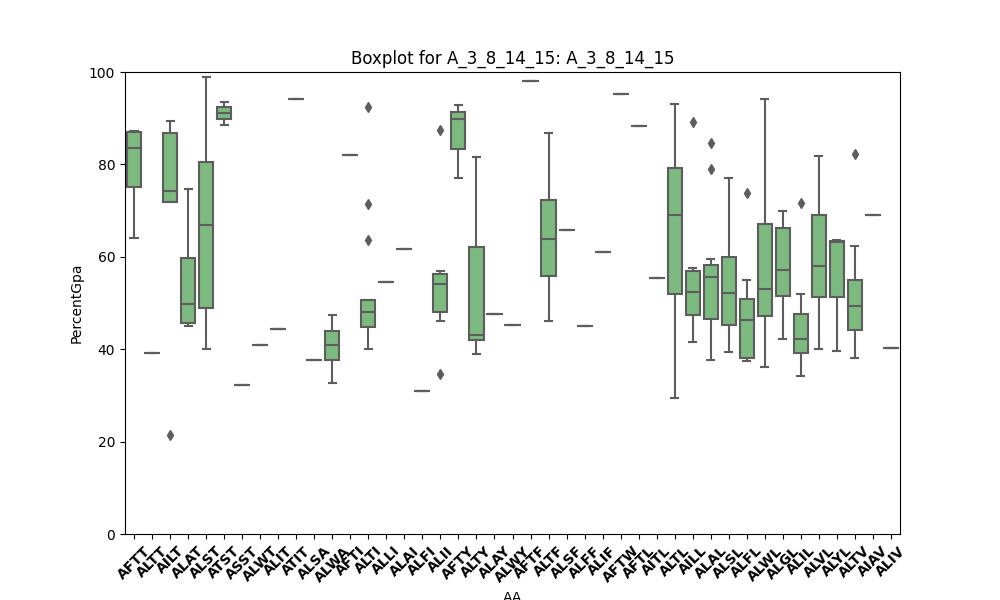 Boxplot for A_3_8_14_15: A_3_8_14_15
PercentGpa
100
80
60
40
20
0
AFTT
ALTT
AILT
ALAT
ALST
ATST
ASST
ALWT
ALIT
ATIT
ALSA
ALWA
AFTI
ALTI
ALLI
ALAI
ALFI
ALII
AFTY
ALTY
ALAY
ALWY
AFTF
ALTF
ALSF
ALFF
ALIF
AFTW
AFTL
AITL
ALTL
AILL
ALAL
ALSL
ALFL
ALWL
ALGL
ALIL
ALVL
ALYL
ALTV
AIAV
ALIV
AA